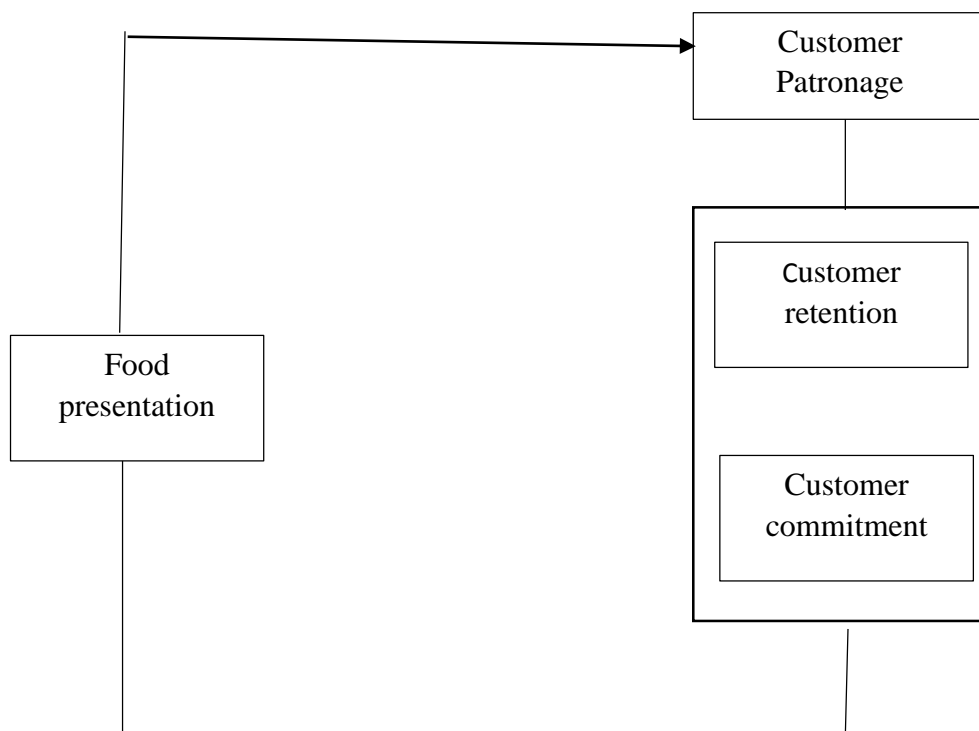 Customer
Patronage
Customer
retention
Food
presentation
Customer
commitment